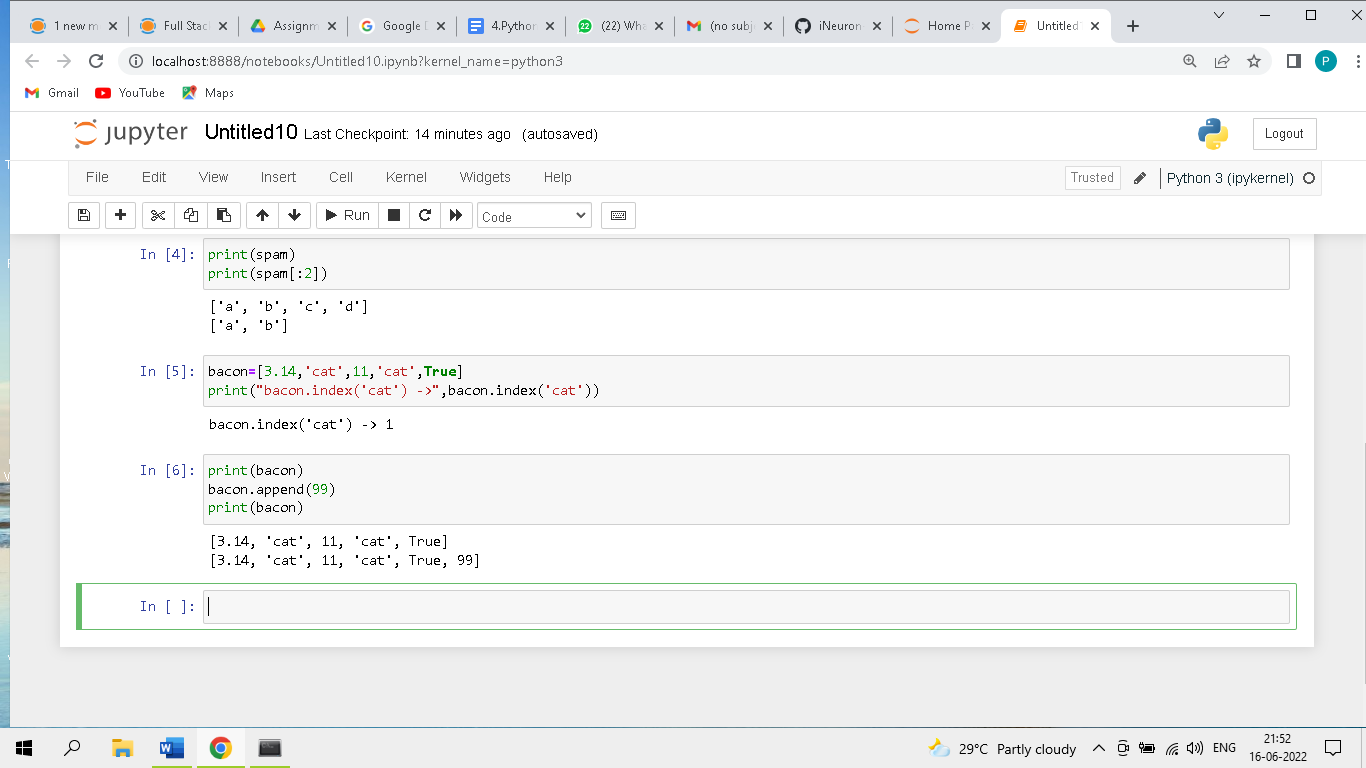 1 new m
Full Stac
Assignm
Google D
4.Python
(22) Wha
(no subj
iNeuron
Home P
Untitled
localhost:8888/notebooks/Untitled10.ipynb?kernel_name=python3
P
Gmail YouTube Maps
jupyter Untitled10 Last Checkpoint: 14 minutes ago (autosaved)
Logout
File Edit View Insert Cell Kernel Widgets Help
Trusted Python 3 (ipykernel)
Run Code
In [4]: print(spam)
print(spam[:2])
['a', 'b', 'c', 'd']
['a', 'b']
In [5]: bacon=[3.14,'cat',11,'cat',True]
print("bacon.index('cat') ->",bacon.index('cat'))
bacon.index('cat') -> 1
In [6]: print(bacon)
bacon.append(99)
print(bacon)
[3.14, 'cat', 11, 'cat', True]
[3.14, 'cat', 11, 'cat', True, 99]
In [ ]:
29°C Partly cloudy
ENG
21:52
16-06-2022